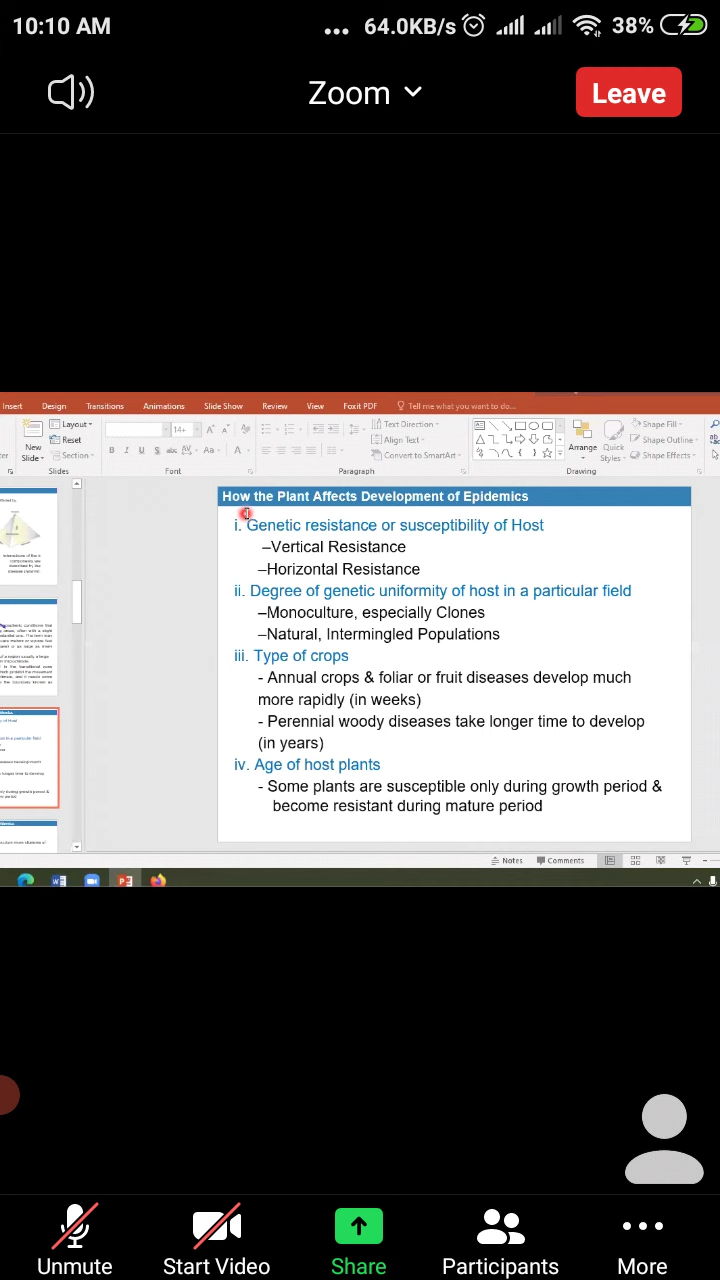 10:10 AM
... 64.0KB/s 38%
Zoom
Leave
Insert Design Transitions Animations Slide Show Review View Foxit PDF Tell me what you want to do...
New Slide
Layout
Reset
Section
Slides
14+
B I U S abc AV Aa A
Font
Text Direction
Align Text
Convert to SmartArt
Paragraph
Arrange
Quick Styles
Shape Fill
Shape Outline
Shape Effects
Drawing
How the Plant Affects Development of Epidemics
i. Genetic resistance or susceptibility of Host
–Vertical Resistance
–Horizontal Resistance
ii. Degree of genetic uniformity of host in a particular field
–Monoculture, especially Clones
–Natural, Intermingled Populations
iii. Type of crops
- Annual crops & foliar or fruit diseases develop much
more rapidly (in weeks)
- Perennial woody diseases take longer time to develop
(in years)
iv. Age of host plants
- Some plants are susceptible only during growth period &
become resistant during mature period
Notes Comments
Unmute Start Video Share Participants More